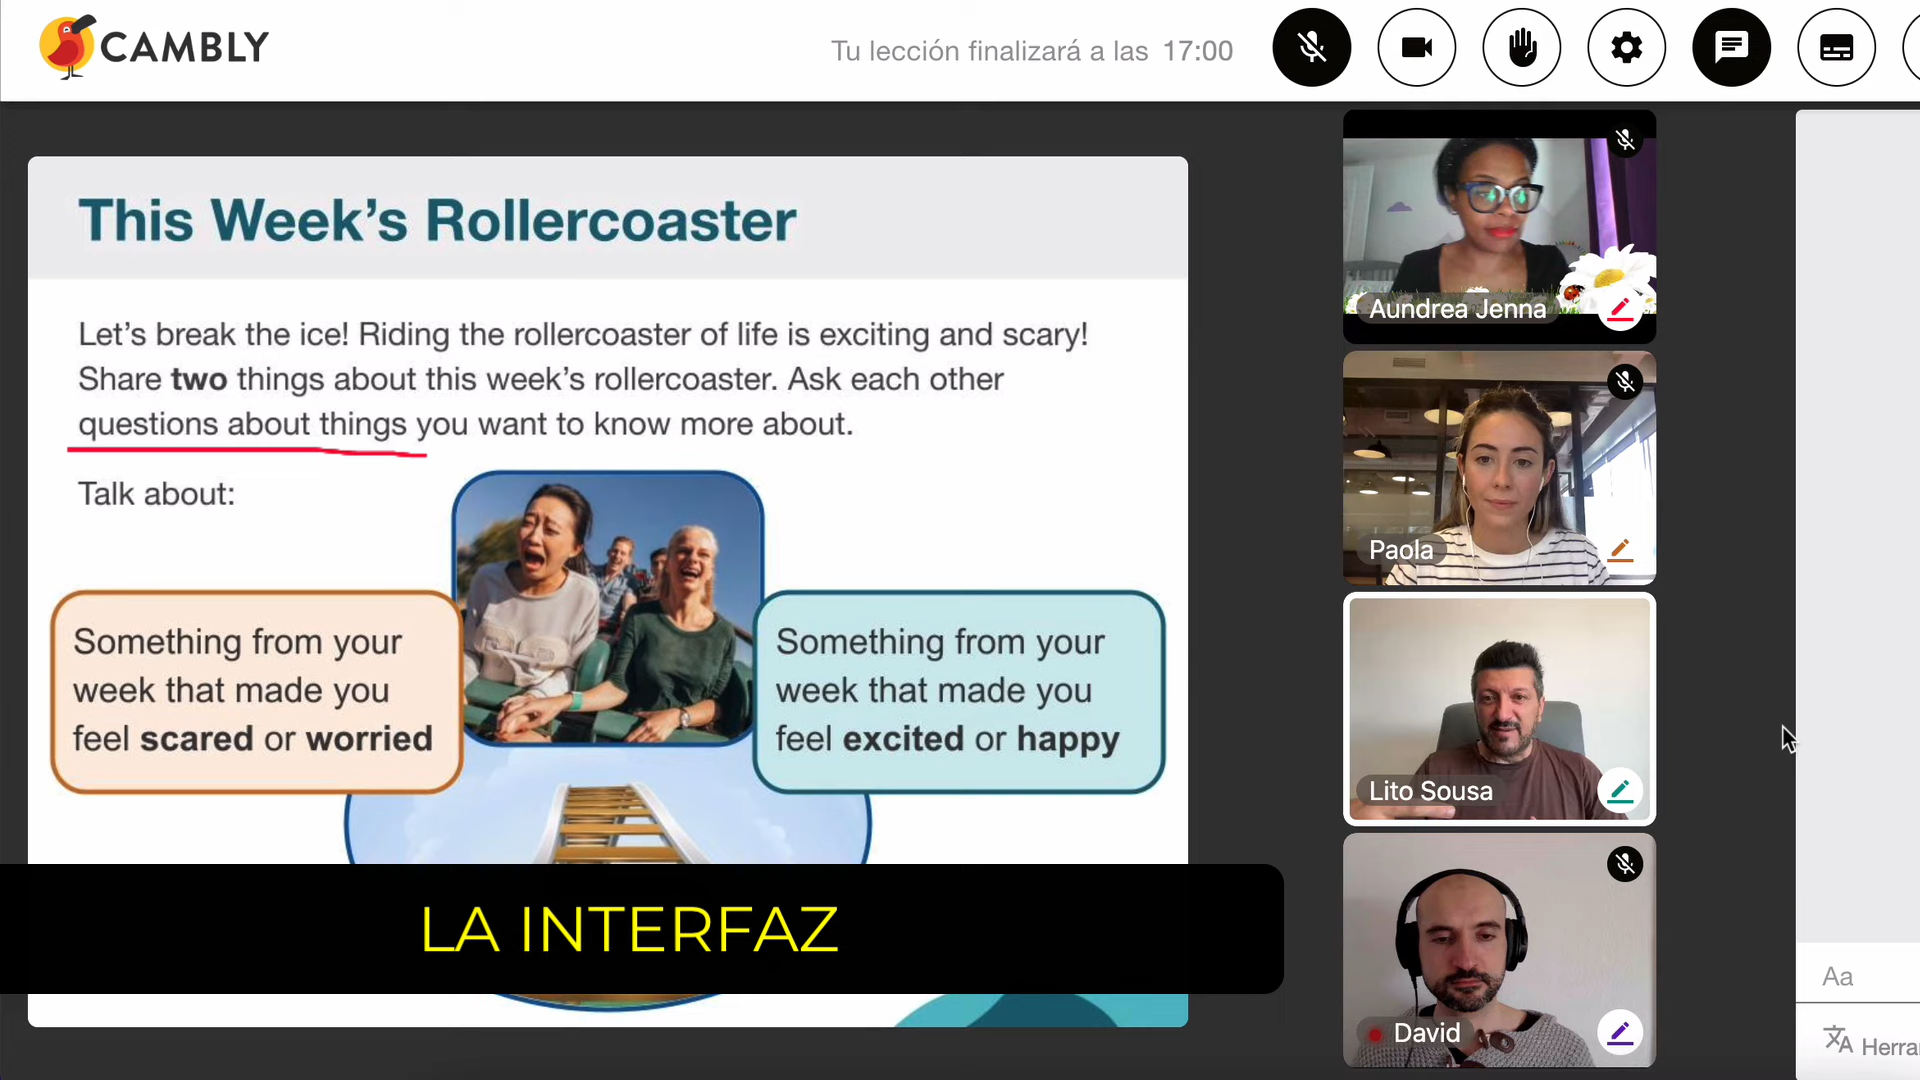 CAMBLY
Tu lección finalizará a las 17:00
This Week’s Rollercoaster
Let’s break the ice! Riding the rollercoaster of life is exciting and scary!
Share two things about this week’s rollercoaster. Ask each other
questions about things you want to know more about.
Talk about:
Something from your
week that made you
feel scared or worried
Something from your
week that made you
feel excited or happy
LA INTERFAZ
Aundrea Jenna
Paola
Lito Sousa
David
Aa
Herra